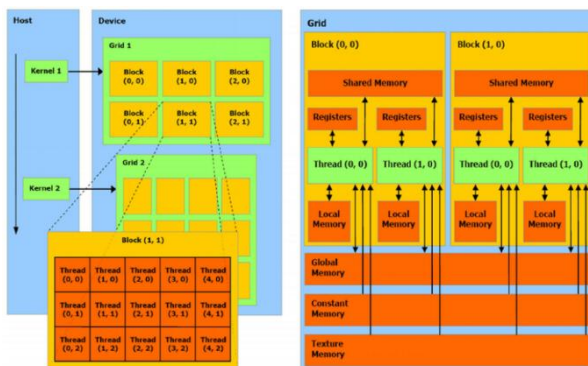 Host
Device
Grid 1
Kernel 1
Block
(0, 0)
Block
(1, 0)
Block
(2, 0)
Block
(0, 1)
Block
(1, 1)
Block
(2, 1)
Grid 2
Kernel 2
Block (1, 1)
Thread
(0, 0)
Thread
(1, 0)
Thread
(2, 0)
Thread
(3, 0)
Thread
(4, 0)
Thread
(0, 1)
Thread
(1, 1)
Thread
(2, 1)
Thread
(3, 1)
Thread
(4, 1)
Thread
(0, 2)
Thread
(1, 2)
Thread
(2, 2)
Thread
(3, 2)
Thread
(4, 2)
Grid
Block (0, 0)
Shared Memory
Registers
Registers
Thread (0, 0)
Thread (1, 0)
Local
Memory
Local
Memory
Block (1, 0)
Shared Memory
Registers
Registers
Thread (0, 0)
Thread (1, 0)
Local
Memory
Local
Memory
Global
Memory
Constant
Memory
Texture
Memory